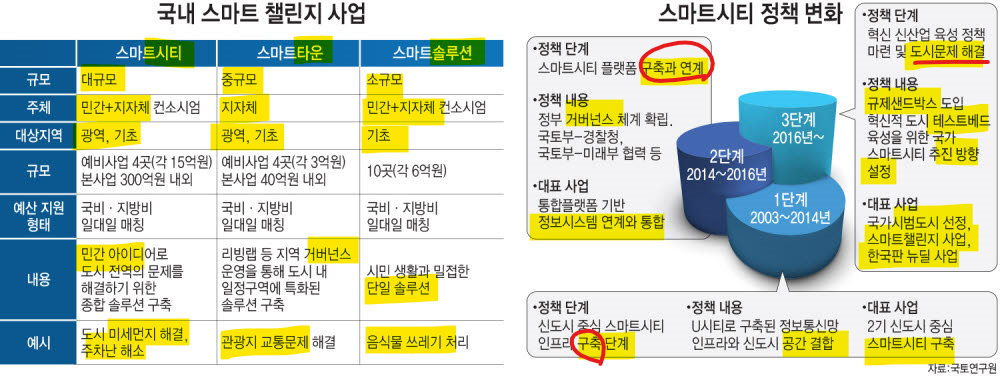 국내 스마트 챌린지 사업
스마트시티 스마트타운 스마트솔루션
규모 대규모 중규모 소규모
주체 민간+지자체 컨소시엄 지자체 민간+지자체 컨소시엄
대상지역 광역, 기초 광역, 기초 기초
규모
예비사업 4곳(각 15억원)
본사업 300억원 내외
예비사업 4곳(각 3억원)
본사업 40억원 내외
10곳(각 6억원)
예산 지원
형태
국비·지방비
일대일 매칭
국비·지방비
일대일 매칭
국비·지방비
일대일 매칭
내용
민간 아이디어로
도시 전역의 문제를
해결하기 위한
종합 솔루션 구축
리빙랩 등 지역 거버넌스
운영을 통해 도시 내
일정구역에 특화된
솔루션 구축
시민 생활과 밀접한
단일 솔루션
예시
도시 미세먼지 해결,
주차난 해소
관광지 교통문제 해결
음식물 쓰레기 처리
스마트시티 정책 변화
•정책 단계
스마트시티 플랫폼 구축과 연계
•정책 내용
정부 거버넌스 체계 확립.
국토부-경찰청,
국토부-미래부 협력 등
•대표 사업
통합플랫폼 기반
정보시스템 연계와 통합
3단계
2016년~
2단계
2014~2016년
1단계
2003~2014년
•정책 단계
혁신 신산업 육성 정책
마련 및 도시문제 해결
•정책 내용
규제샌드박스 도입
혁신적 도시 테스트베드
육성을 위한 국가
스마트시티 추진 방향
설정
•대표 사업
국가시범도시 선정,
스마트챌린지 사업,
한국판 뉴딜 사업
•정책 단계
신도시 중심 스마트시티
인프라 구축 단계
•정책 내용
U시티로 구축된 정보통신망
인프라와 신도시 공간 결합
•대표 사업
2기 신도시 중심
스마트시티 구축
자료:국토연구원